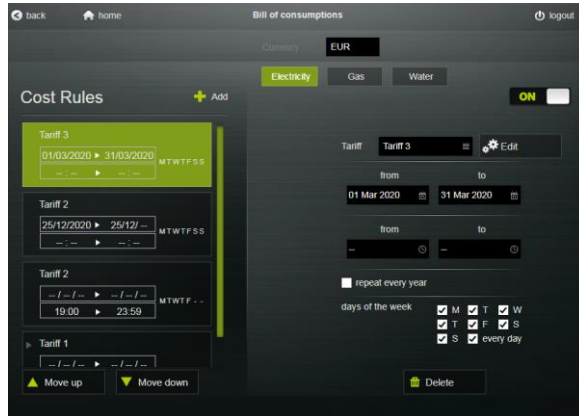 back home Bill of consumptions logout
Currency EUR
Electricity Gas Water
Cost Rules Add
ON
Tariff 3
01/03/2020 ▸ 31/03/2020 MTWTFSS
-- : -- ▸ -- : --
Tariff 2
25/12/2020 ▸ 25/12/ -- MTWTFSS
-- : -- ▸ -- : --
Tariff 2
-- / -- / -- ▸ -- / -- / -- MTWTF - -
19:00 ▸ 23:59
Tariff 1
-- / -- / -- ▸ -- / -- / --
Move up Move down
Tariff Tariff 3 Edit
from to
01 Mar 2020 31 Mar 2020
from to
-- --
repeat every year
days of the week M T W
T F S
S every day
Delete